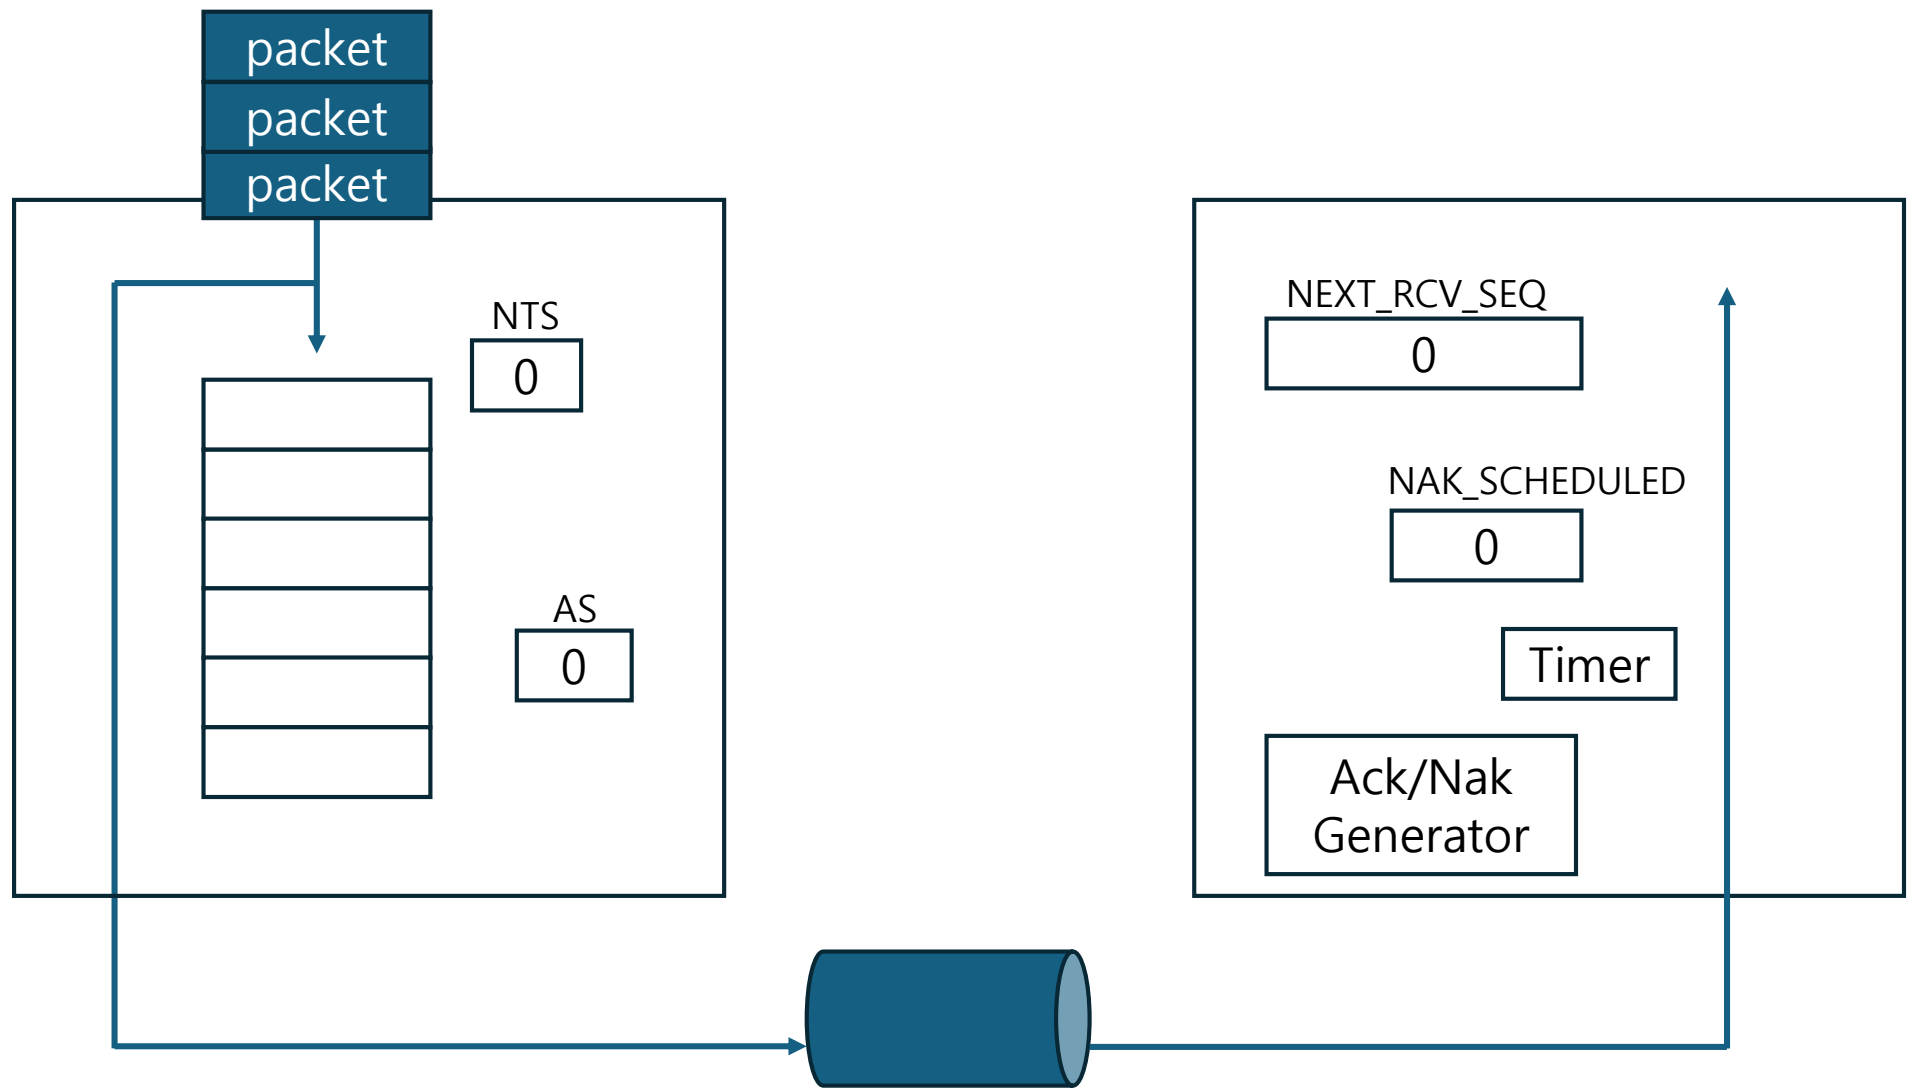 packet
packet
packet
NTS
0
AS
0
NEXT_RCV_SEQ
0
NAK_SCHEDULED
0
Timer
Ack/Nak
Generator